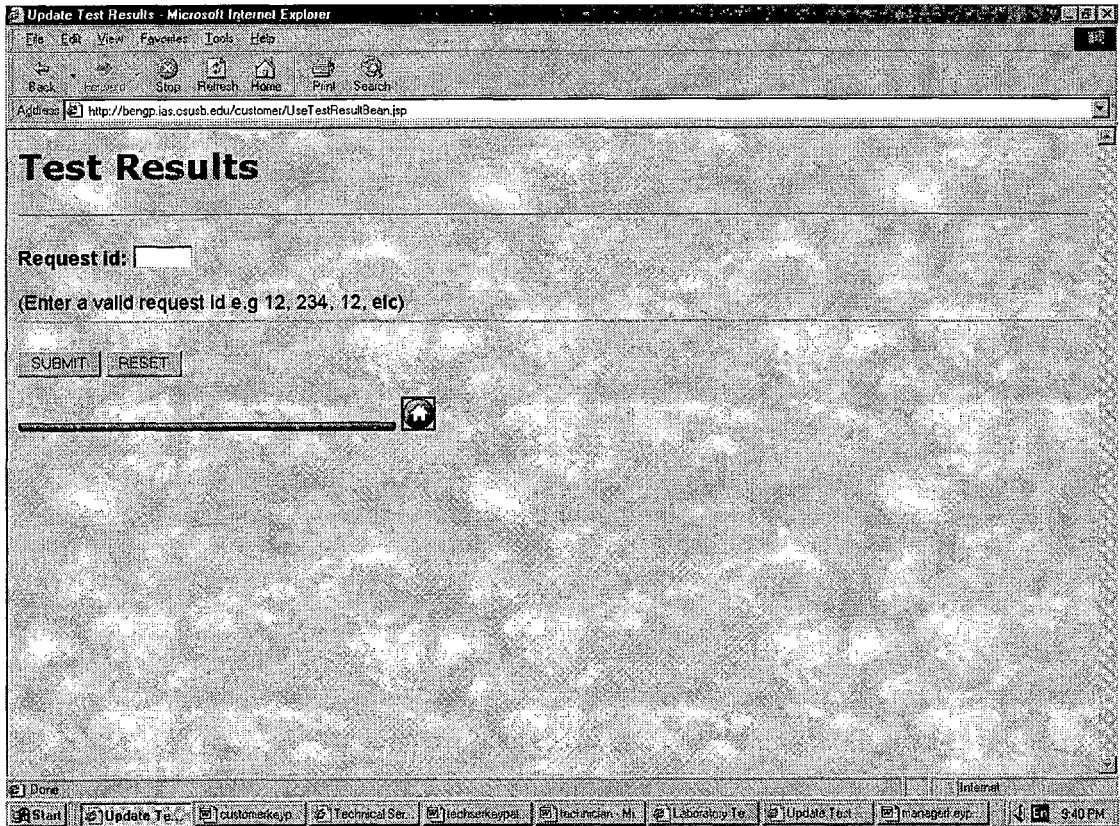 Update Test Results - Microsoft Internet Explorer
File Edit View Favorites Tools Help
Back Forward Stop Refresh Home Print Search
Address http://bengp.ias.csusb.edu/customer/UseTestResultBean.jsp
Test Results
Request id:
(Enter a valid request id e.g 12, 234, 12, etc)
SUBMIT RESET
Done Internet
Start Update Te... customerkeyp... Technical Ser... technician - Mi... Laboratory Te... Update Test ... En 9:40 PM